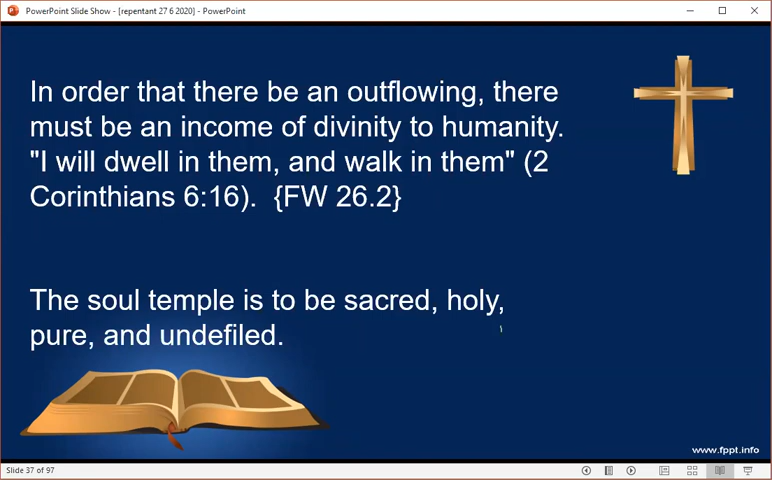 PowerPoint Slide Show - [repentant 27 6 2020] - PowerPoint
In order that there be an outflowing, there
must be an income of divinity to humanity.
"I will dwell in them, and walk in them" (2
Corinthians 6:16).  {FW 26.2}
The soul temple is to be sacred, holy,
pure, and undefiled.
www.fppt.info
Slide 37 of 97